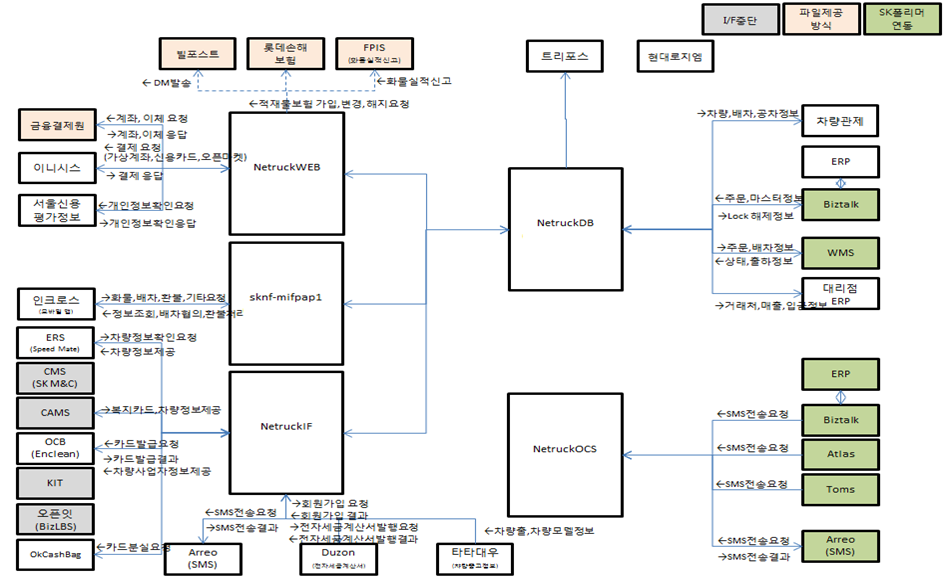 I/F중단
파일제공
방식
SK폴리머
연동
빌포스트
롯데손해
보험
FPIS
(화물실적신고)
트리포스
현대로지엠
←DM발송
←화물실적신고
←적재물보험 가입,변경,해지요청
금융결제원
←계좌,이체 요청
→계좌,이체 응답
←결제 요청
(가상계좌,신용카드,오픈마켓)
이니시스
→결제 응답
서울신용
평가정보
←개인정보확인요청
→개인정보확인응답
NetruckWEB
NetruckDB
→차량,배차,공차정보
차량관제
ERP
←주문,마스터정보
Biztalk
→Lock 해제정보
→주문,배차정보
WMS
←상태,출하정보
대리점
ERP
→거래처,매출,입금정보
sknf-mifpap1
인크로스
(모바일 앱)
→화물,배차,환불,기타요청
←정보조회,배차협의,환불처리
ERS
(Speed Mate)
→차량정보확인요청
←차량정보제공
CMS
(SK M&C)
CAMS
→복지카드,차량정보제공
NetruckIF
OCB
(Enclean)
←카드발급요청
→카드발급결과
←차량사업자정보제공
KIT
오픈잇
(BizLBS)
OkCashBag
←카드분실요청
←SMS전송요청
→SMS전송결과
→회원가입 요청
←회원가입 결과
→전자세금계산서발행요청
←전자세금계산서발행결과
←차량출,차량모델정보
Arreo
(SMS)
Duzon
(전자세금계산서)
타타대우
(차량출고정보)
NetruckOCS
ERP
←SMS전송요청
Biztalk
←SMS전송요청
Atlas
←SMS전송요청
Toms
←SMS전송요청
→SMS전송결과
Arreo
(SMS)